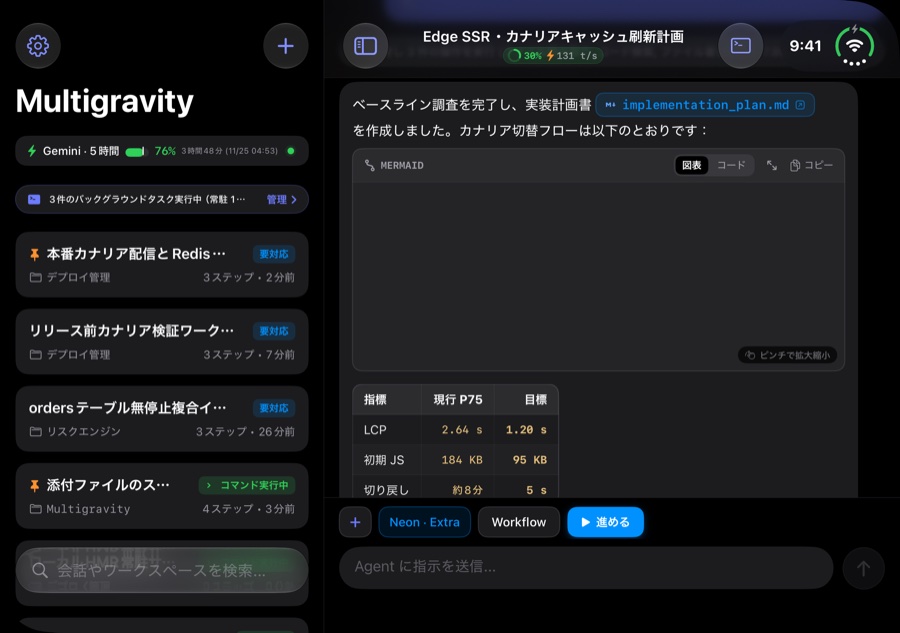 Multigravity
Gemini · 5時間 76% 3時間48分 (11/25 04:53)
3件のバックグラウンドタスク実行中 (常駐 1… 管理 >
本番カナリア配信と Redis… 要対応
デプロイ管理 3ステップ • 2分前
リリース前カナリア検証ワーク… 要対応
デプロイ管理 3ステップ • 7分前
orders テーブル無停止複合イ… 要対応
リスクエンジン 3ステップ • 26分前
添付ファイルのス… > コマンド実行中
Multigravity 4ステップ • 3分前
会話やワークスペースを検索...
Edge SSR・カナリアキャッシュ刷新計画
30% 131 t/s
9:41
ベースライン調査を完了し、実装計画書 implementation_plan.md
を作成しました。カナリア切替フローは以下のとおりです：
MERMAID 図表 コード コピー
ピンチで拡大縮小
指標 現行 P75 目標
LCP 2.64 s 1.20 s
初期 JS 184 KB 95 KB
切り戻し 約8分 5 s
+ Neon · Extra Workflow 進める
Agent に指示を送信...